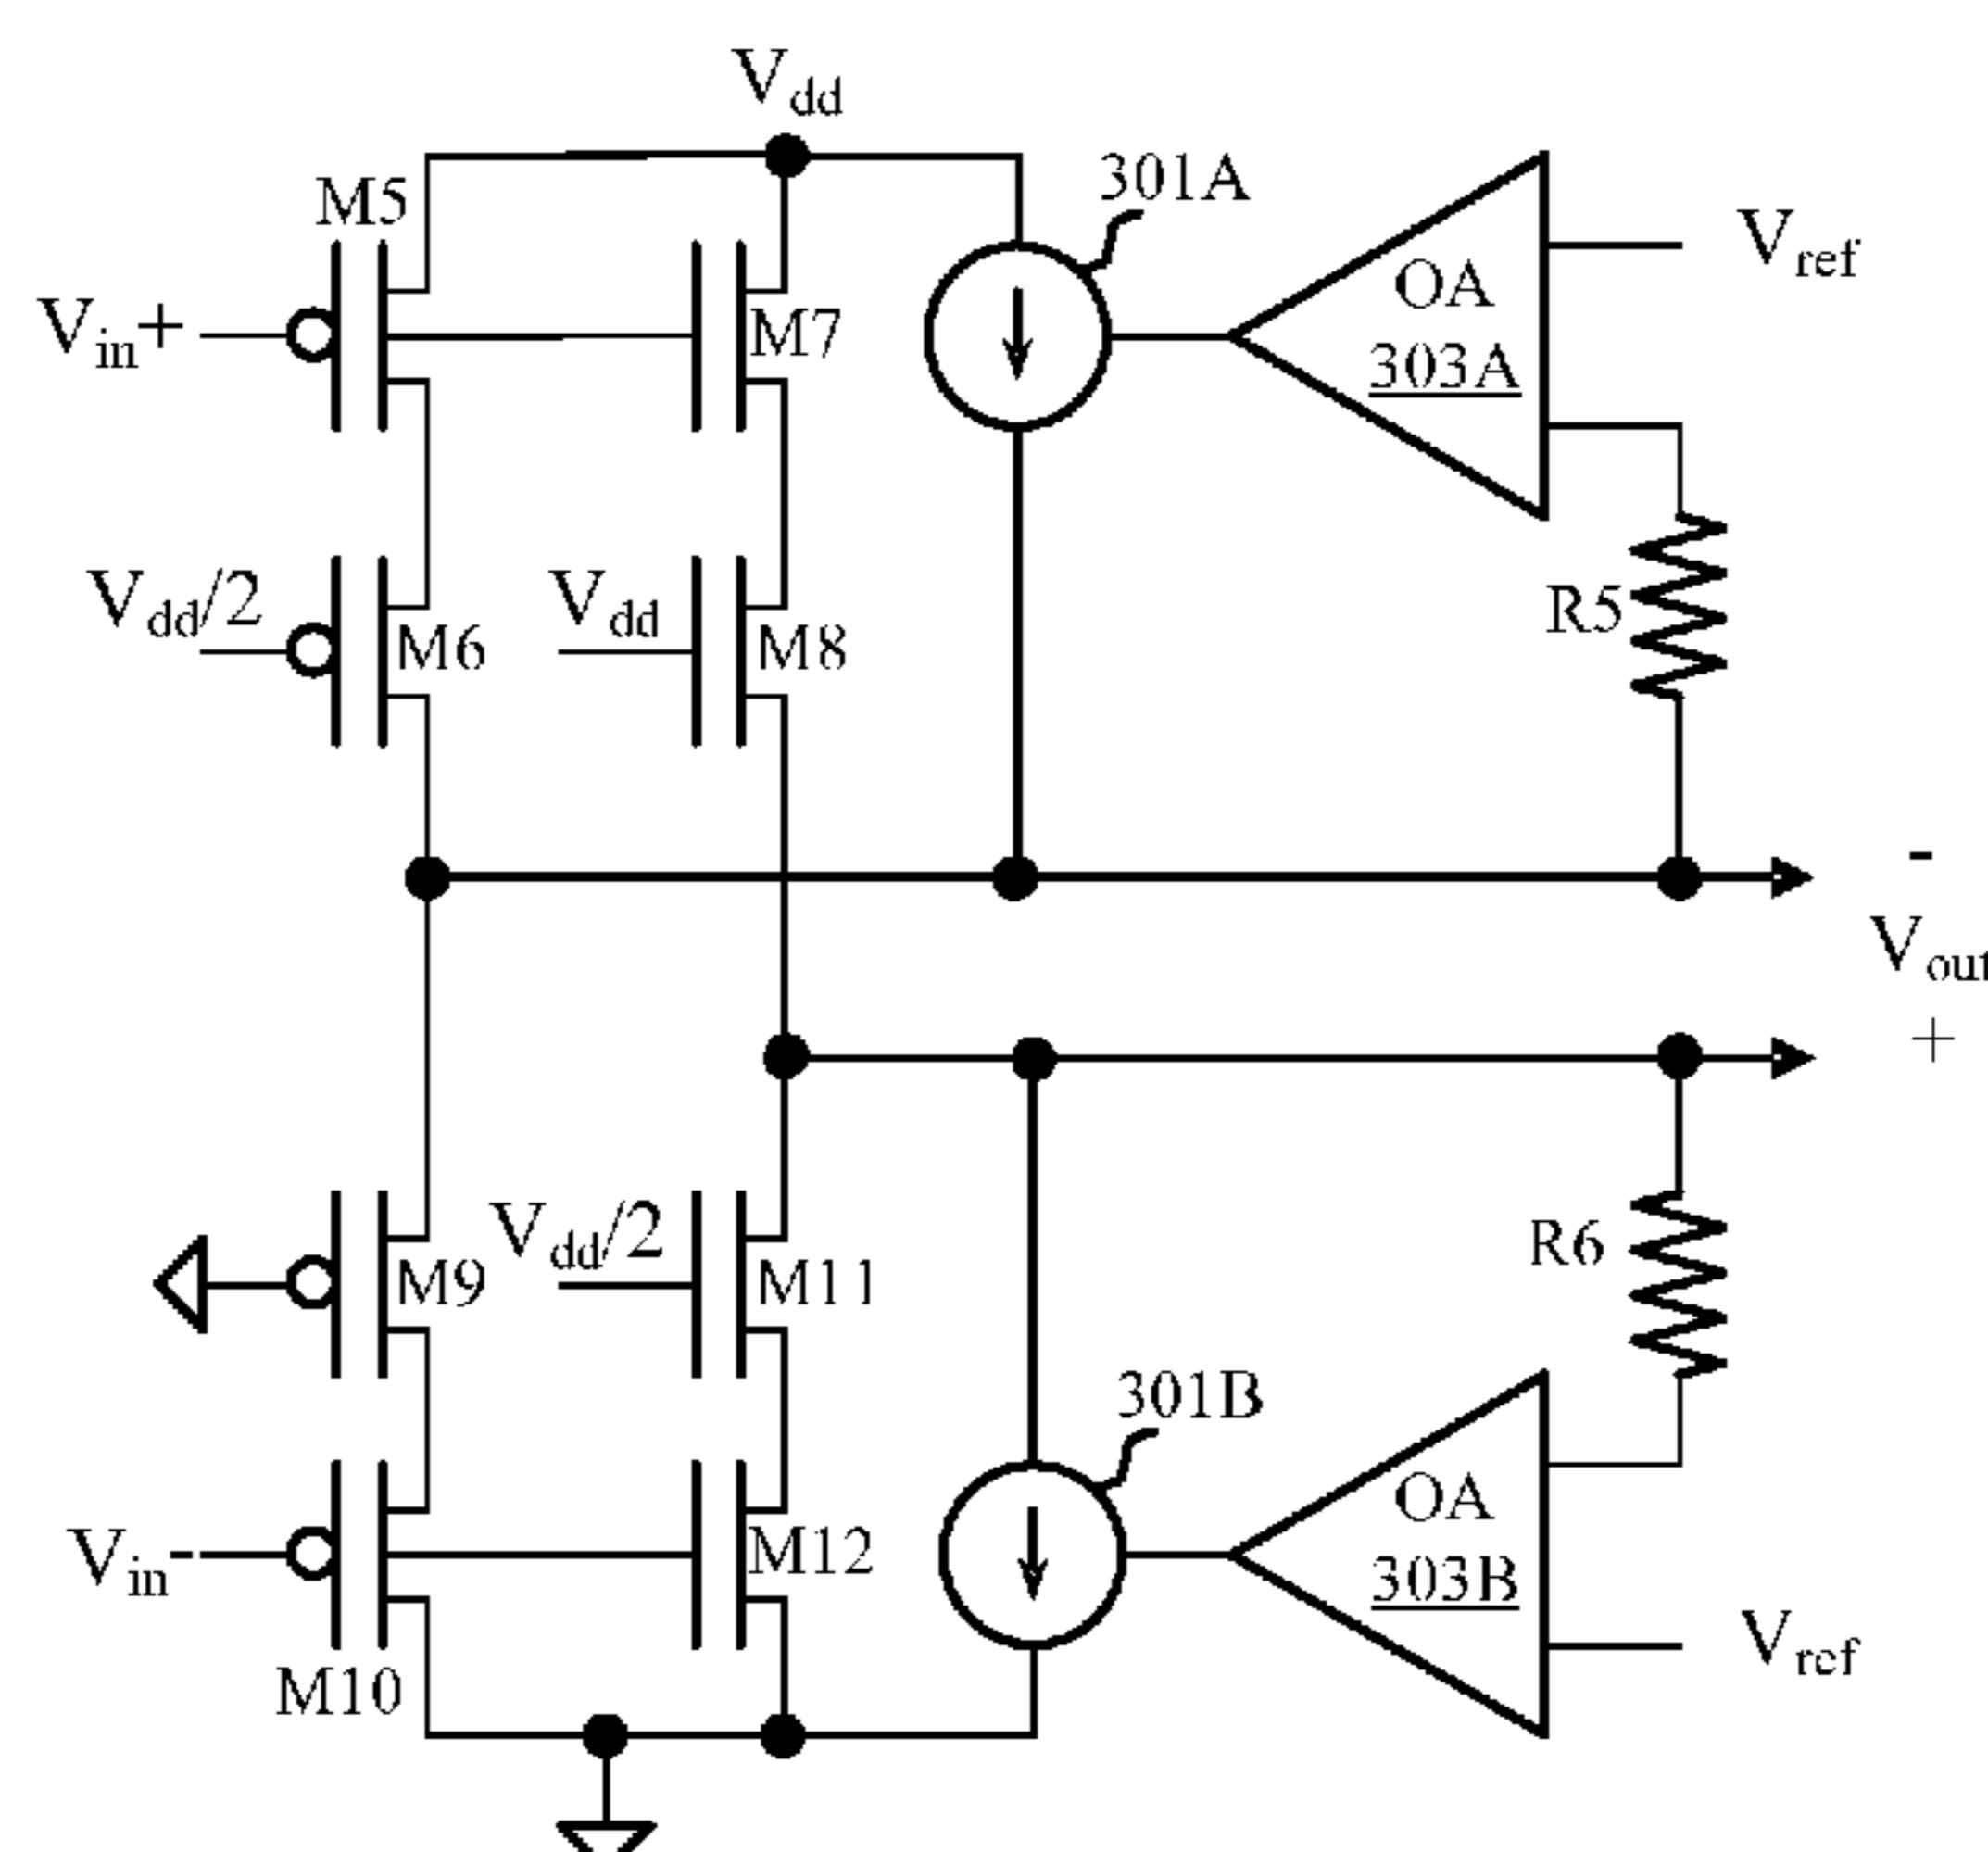 Vdd
301A
M5
Vref
OA
303A
Vin+
M7
Vdd/2
Vdd
R5
M6
M8
-
Vout
+
Vdd/2
R6
M9
M11
301B
OA
303B
Vin-
M12
Vref
M10